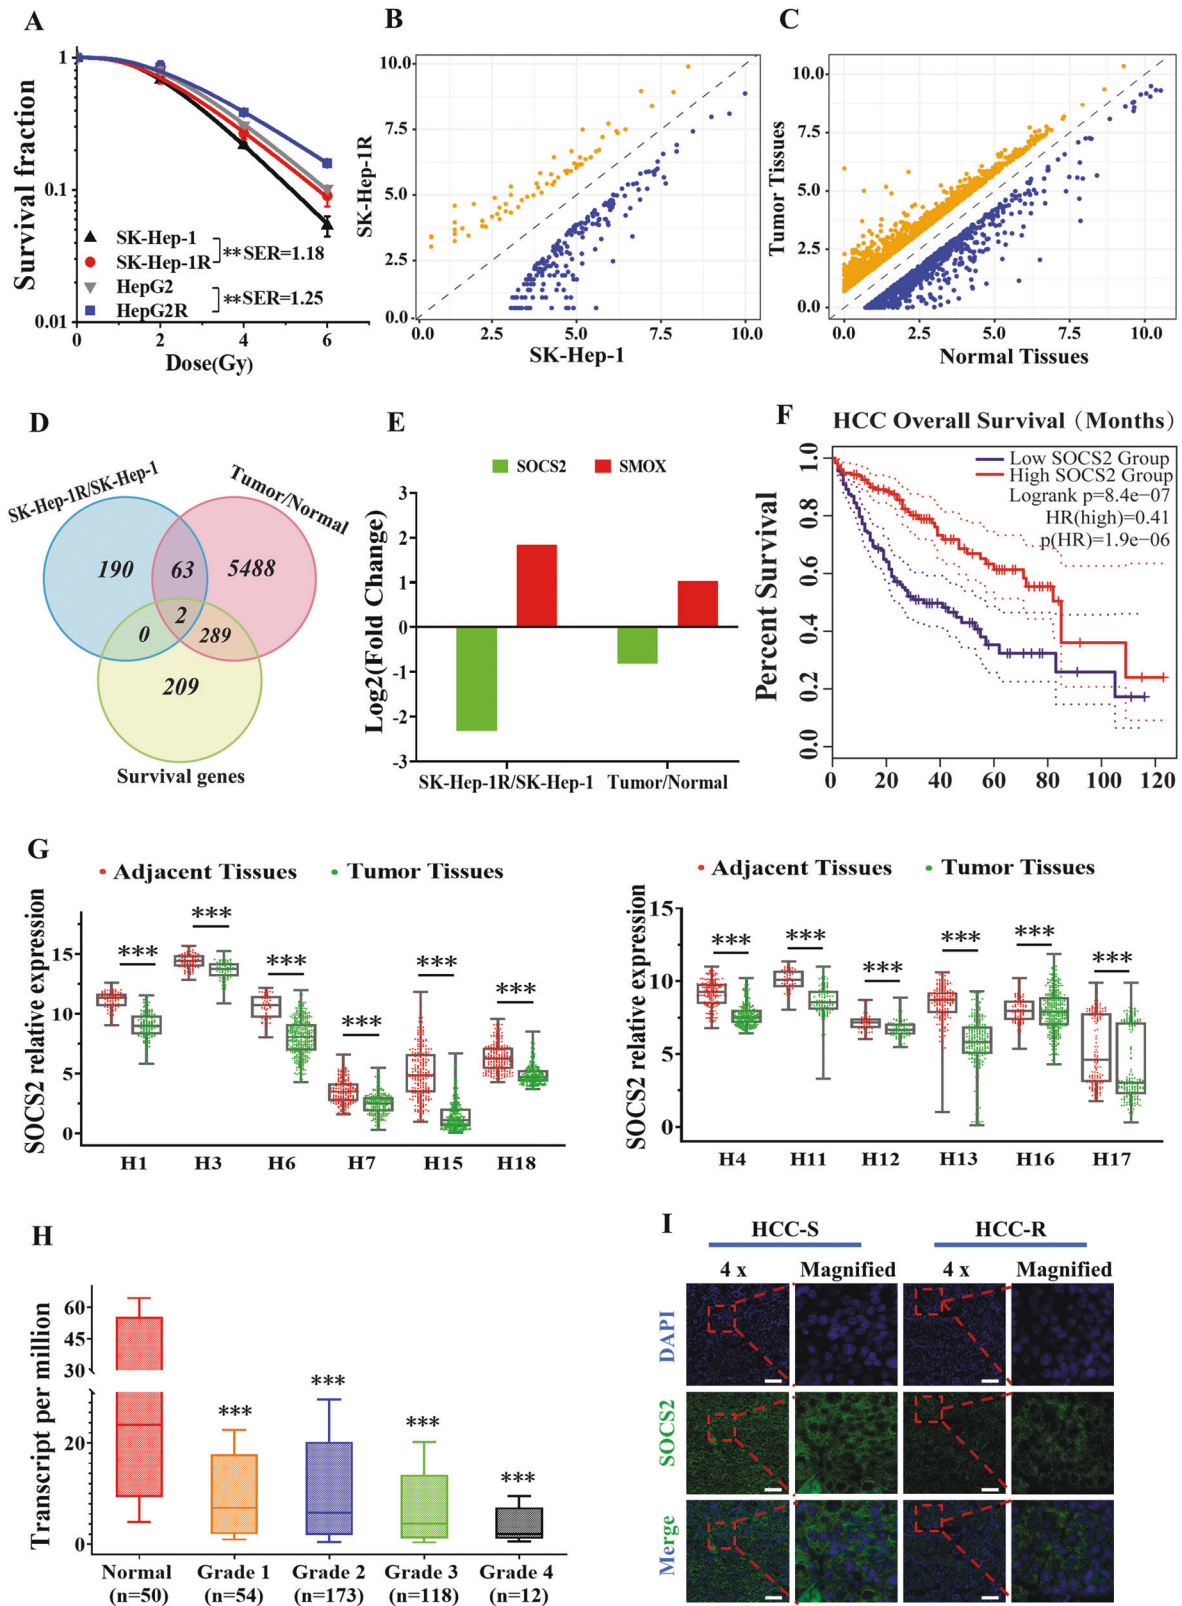 A
Survival fraction
1
0.1
0.01
0
2
4
6
Dose(Gy)
SK-Hep-1
SK-Hep-1R
HepG2
HepG2R
**SER=1.18
**SER=1.25
B
SK-Hep-1R
10.0
7.5
5.0
2.5
0.0
0.0 2.5 5.0 7.5 10.0
SK-Hep-1
C
Tumor Tissues
10.0
7.5
5.0
2.5
0.0
0.0 2.5 5.0 7.5 10.0
Normal Tissues
D
SK-Hep-1R/SK-Hep-1
Tumor/Normal
190 63 5488
2
0 289
209
Survival genes
E
SOCS2 SMOX
Log2(Fold Change)
3
2
1
0
-1
-2
-3
SK-Hep-1R/SK-Hep-1 Tumor/Normal
F
HCC Overall Survival (Months)
Percent Survival
1.0
0.8
0.6
0.4
0.2
0.0
Low SOCS2 Group
High SOCS2 Group
Logrank p=8.4e−07
HR(high)=0.41
p(HR)=1.9e−06
0 20 40 60 80 100 120
G
Adjacent Tissues Tumor Tissues
SOCS2 relative expression
15
10
5
0
*** *** *** *** *** ***
H1 H3 H6 H7 H15 H18
Adjacent Tissues Tumor Tissues
SOCS2 relative expression
15
10
5
0
*** *** *** *** *** ***
H4 H11 H12 H13 H16 H17
H
Transcript per million
60
45
30
20
0
*** *** *** ***
Normal Grade 1 Grade 2 Grade 3 Grade 4
(n=50) (n=54) (n=173) (n=118) (n=12)
I
HCC-S HCC-R
4 x Magnified 4 x Magnified
DAPI
SOCS2
Merge